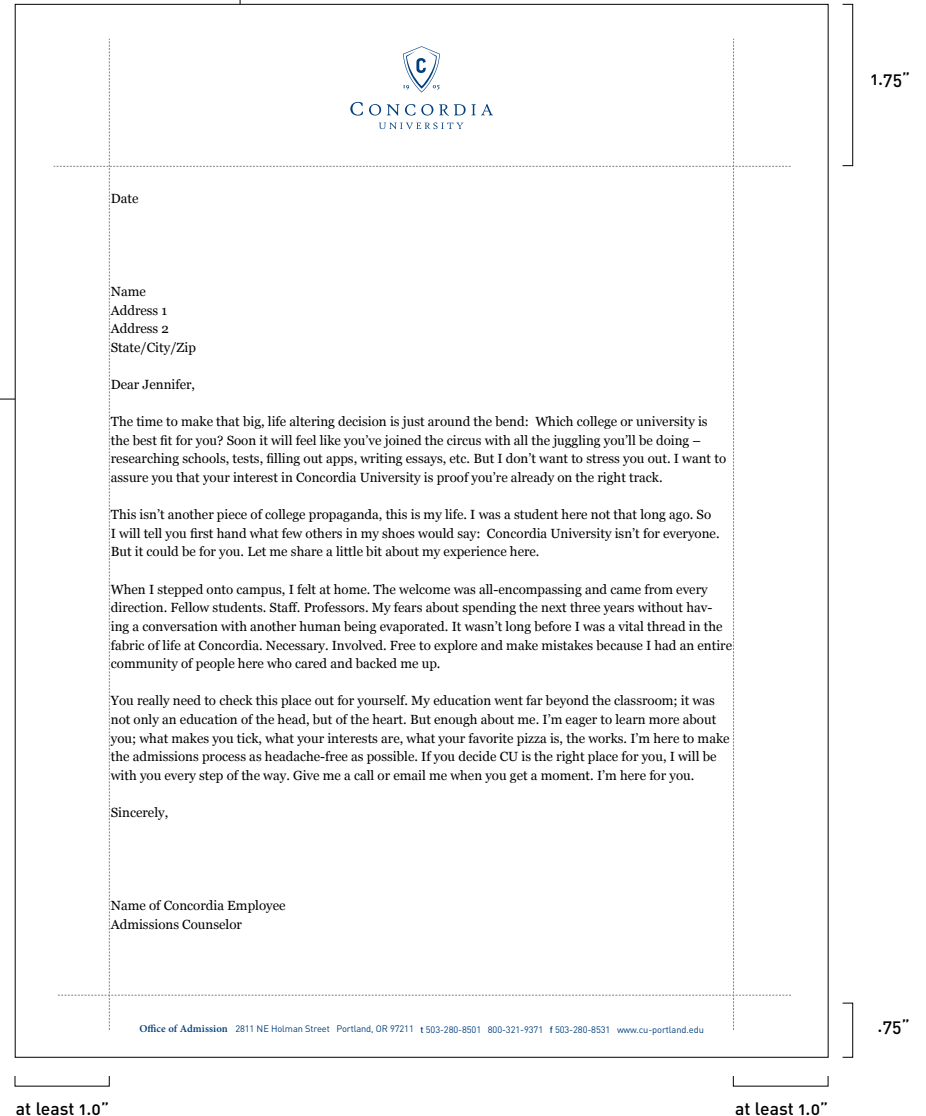 C
19 05
CONCORDIA
UNIVERSITY
1.75”
Date
Name
Address 1
Address 2
State/City/Zip
Dear Jennifer,
The time to make that big, life altering decision is just around the bend:  Which college or university is
the best fit for you? Soon it will feel like you’ve joined the circus with all the juggling you’ll be doing –
researching schools, tests, filling out apps, writing essays, etc. But I don’t want to stress you out. I want to
assure you that your interest in Concordia University is proof you’re already on the right track.
This isn’t another piece of college propaganda, this is my life. I was a student here not that long ago. So
I will tell you first hand what few others in my shoes would say:  Concordia University isn’t for everyone.
But it could be for you. Let me share a little bit about my experience here.
When I stepped onto campus, I felt at home. The welcome was all-encompassing and came from every
direction. Fellow students. Staff. Professors. My fears about spending the next three years without hav-
ing a conversation with another human being evaporated. It wasn’t long before I was a vital thread in the
fabric of life at Concordia. Necessary. Involved. Free to explore and make mistakes because I had an entire
community of people here who cared and backed me up.
You really need to check this place out for yourself. My education went far beyond the classroom; it was
not only an education of the head, but of the heart. But enough about me. I’m eager to learn more about
you; what makes you tick, what your interests are, what your favorite pizza is, the works. I’m here to make
the admissions process as headache-free as possible. If you decide CU is the right place for you, I will be
with you every step of the way. Give me a call or email me when you get a moment. I’m here for you.
Sincerely,
Name of Concordia Employee
Admissions Counselor
Office of Admission 2811 NE Holman Street Portland, OR 97211 t 503-280-8501 800-321-9371 f 503-280-8531 www.cu-portland.edu
.75”
at least 1.0”
at least 1.0”